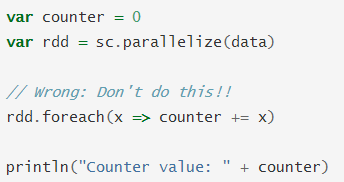 var counter = 0
var rdd = sc.parallelize(data)
// Wrong: Don't do this!!
rdd.foreach(x => counter += x)
println("Counter value: " + counter)